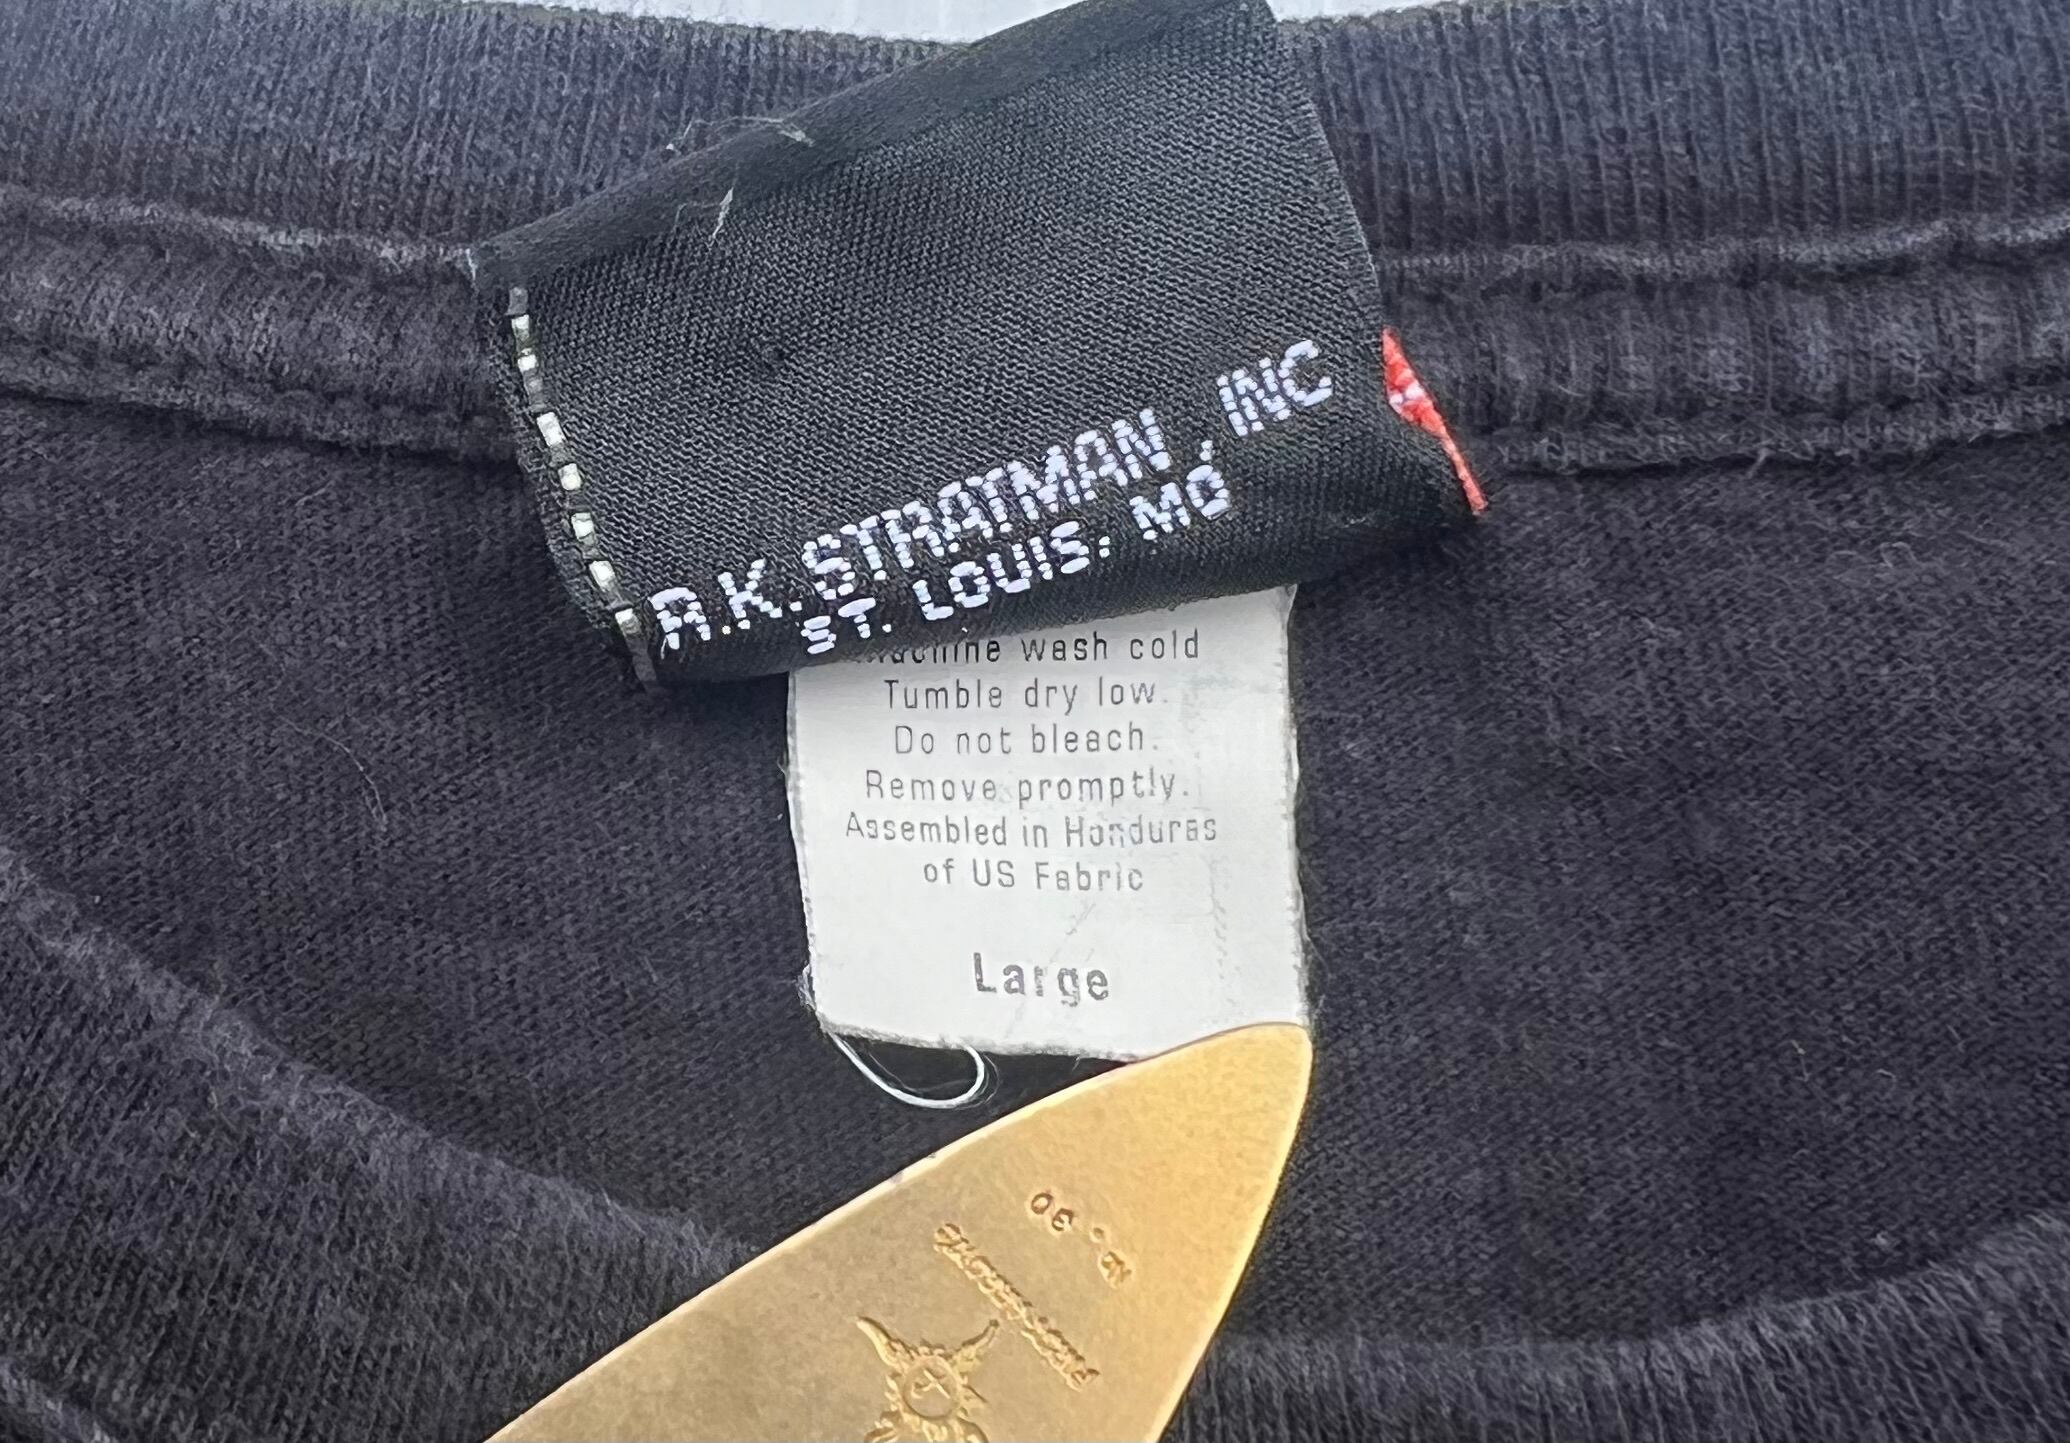 R.K. STRATMAN, INC
ST. LOUIS, MO
Machine wash cold
Tumble dry low.
Do not bleach.
Remove promptly.
Assembled in Honduras
of US Fabric
Large